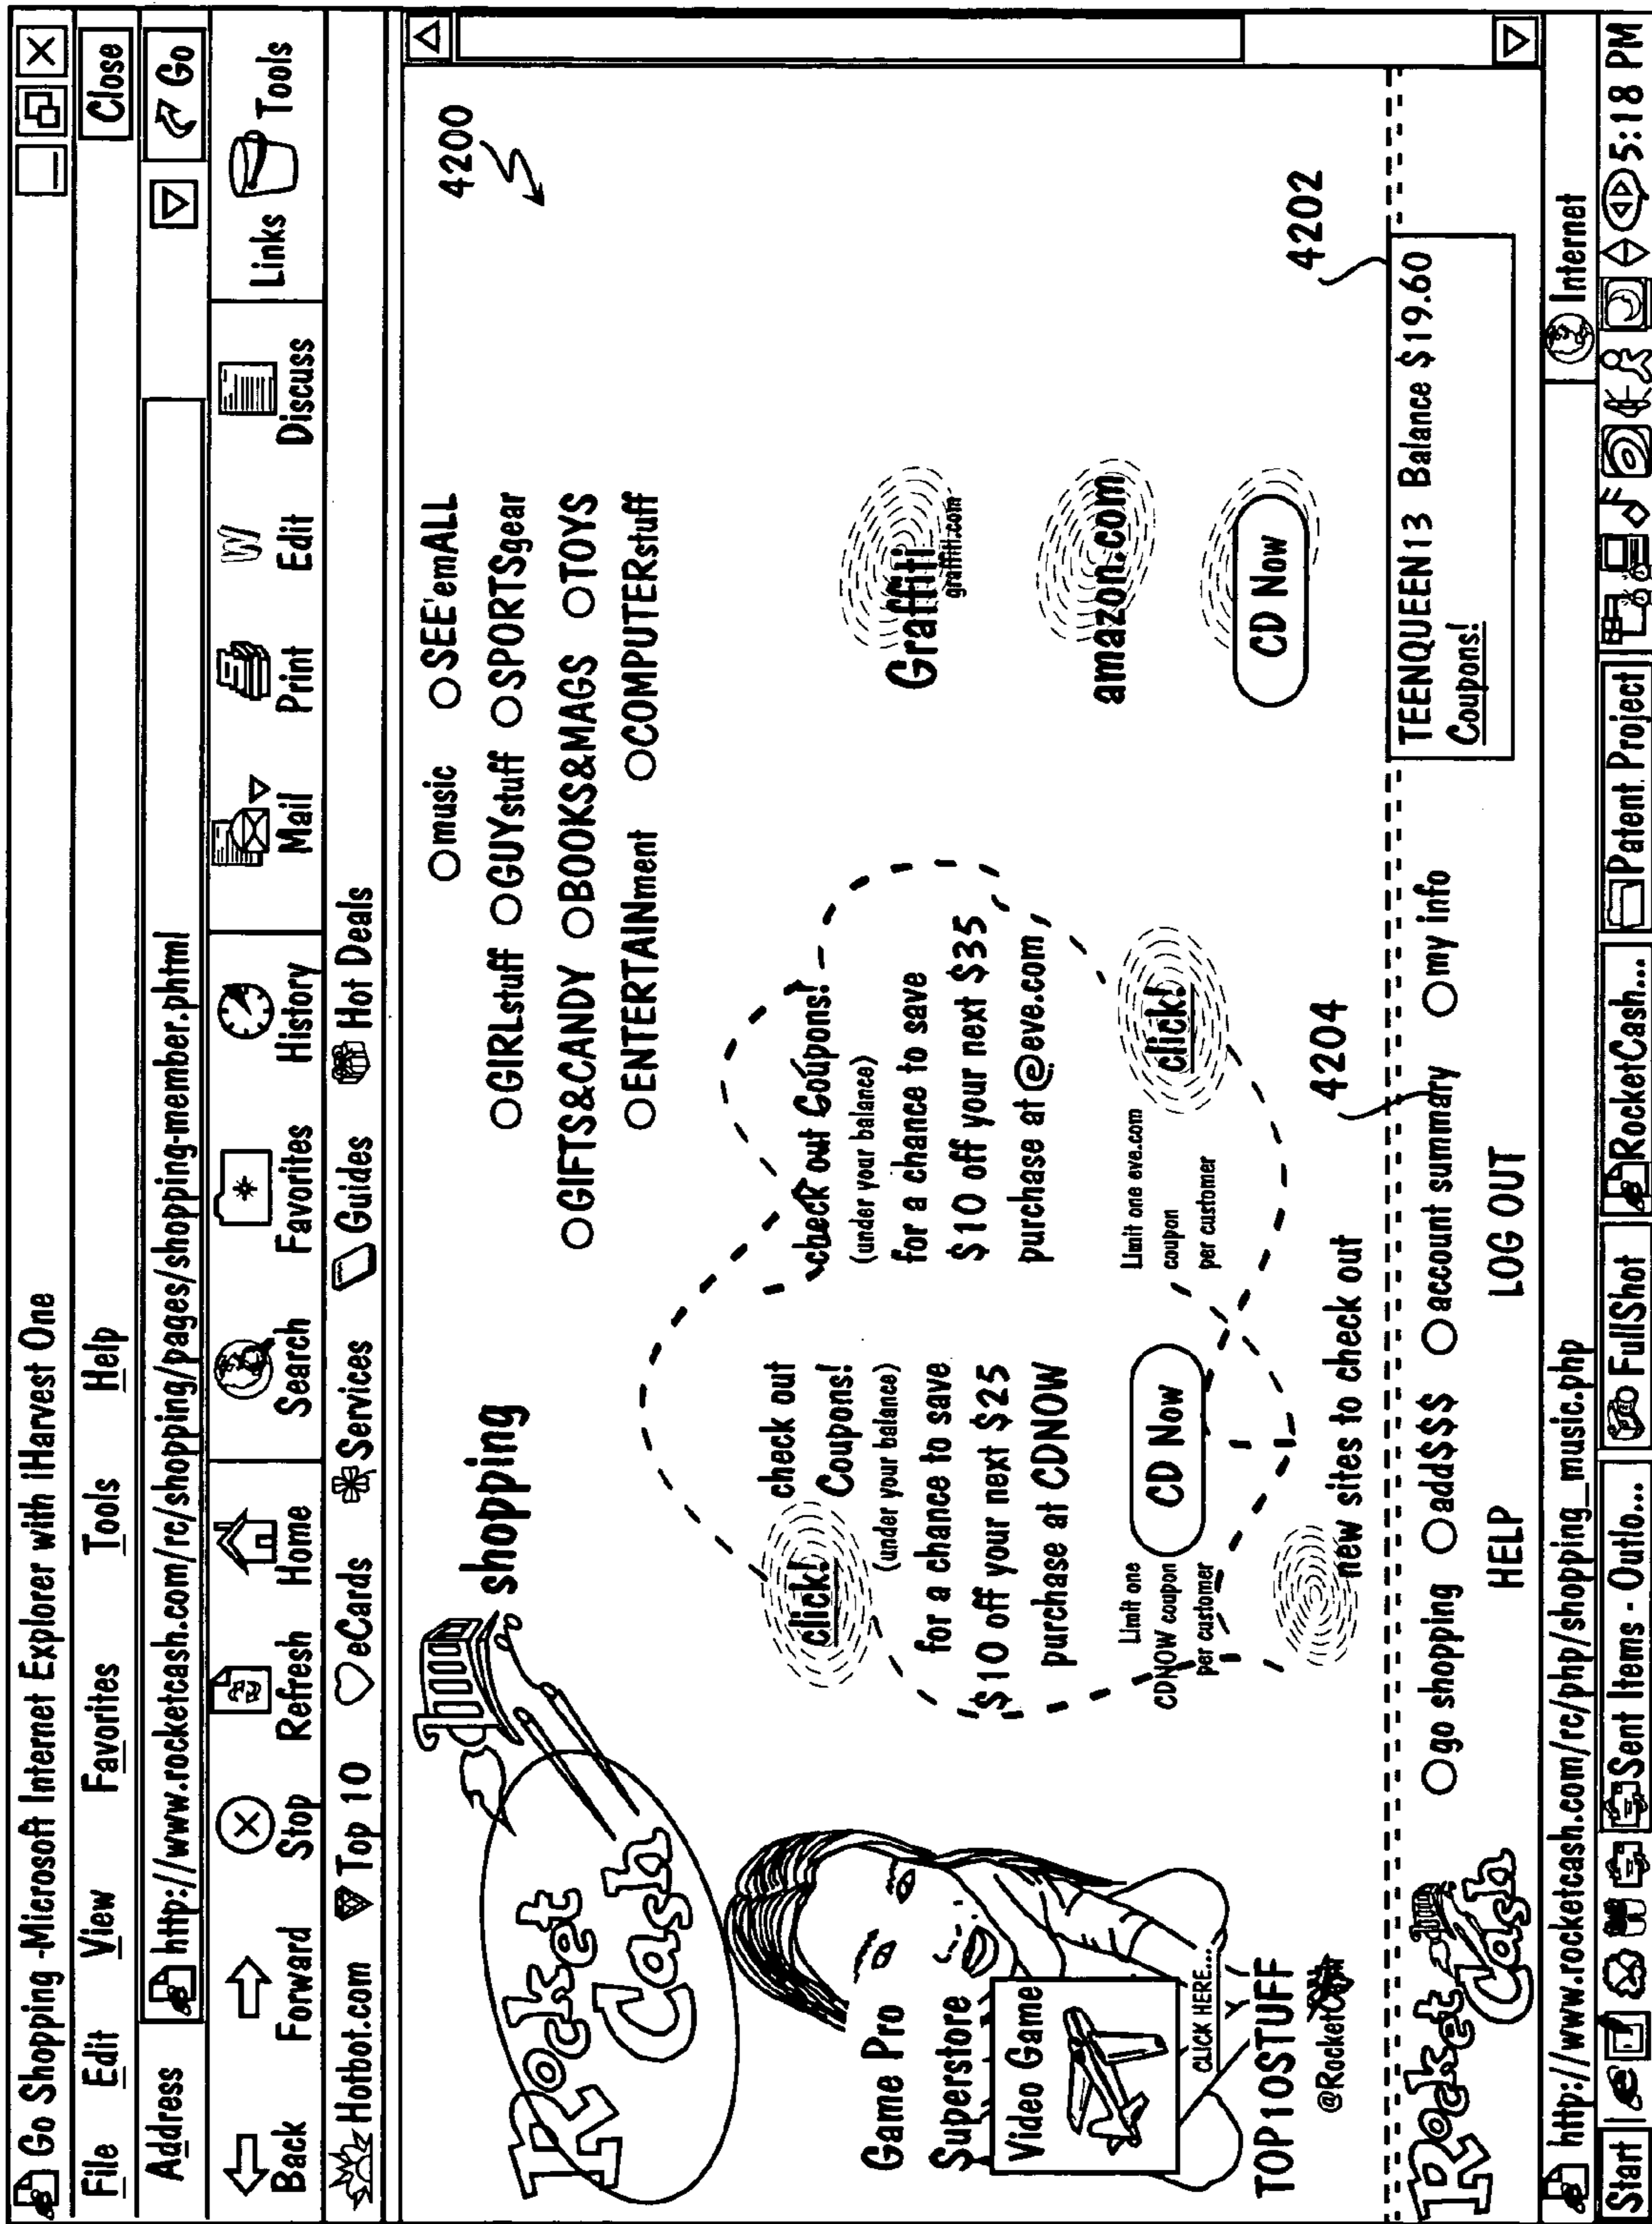 Go Shopping -Microsoft Internet Explorer with iHarvest One
File Edit View Favorites Tools Help Close
Address http://www.rocketcash.com/rc/shopping/pages/shopping-member.phtml Go
Back Forward Stop Refresh Home Search Favorites History Mail Print Edit Discuss Links Tools
Hotbot.com Top 10 eCards Services Guides Hot Deals
4200
Rocket
Cash
shopping
music SEE'emALL
GIRLstuff GUYstuff SPORTSgear
GIFTS&CANDY BOOKS&MAGS TOYS
ENTERTAINment COMPUTERstuff
Game Pro
Superstore
Video Game
CLICK HERE...
TOP10STUFF
@RocketCash
click!
check out
Coupons!
(under your balance)
for a chance to save
$10 off your next $25
purchase at CDNOW
Limit one
CDNOW coupon
per customer
CD Now
check out Coupons!
(under your balance)
for a chance to save
$10 off your next $35
purchase at @eve.com
Limit one eve.com
coupon
per customer
click!
new sites to check out
Graffiti
graffiti.com
amazon.com
CD Now
4204
4202
Rocket
Cash
go shopping add$$$ account summary my info
HELP LOG OUT
TEENQUEEN13 Balance $19.60
Coupons!
http://www.rocketcash.com/rc/php/shopping_music.php Internet
Start Sent Items - Outlo... FullShot RocketCash... Patent Project 5:18 PM